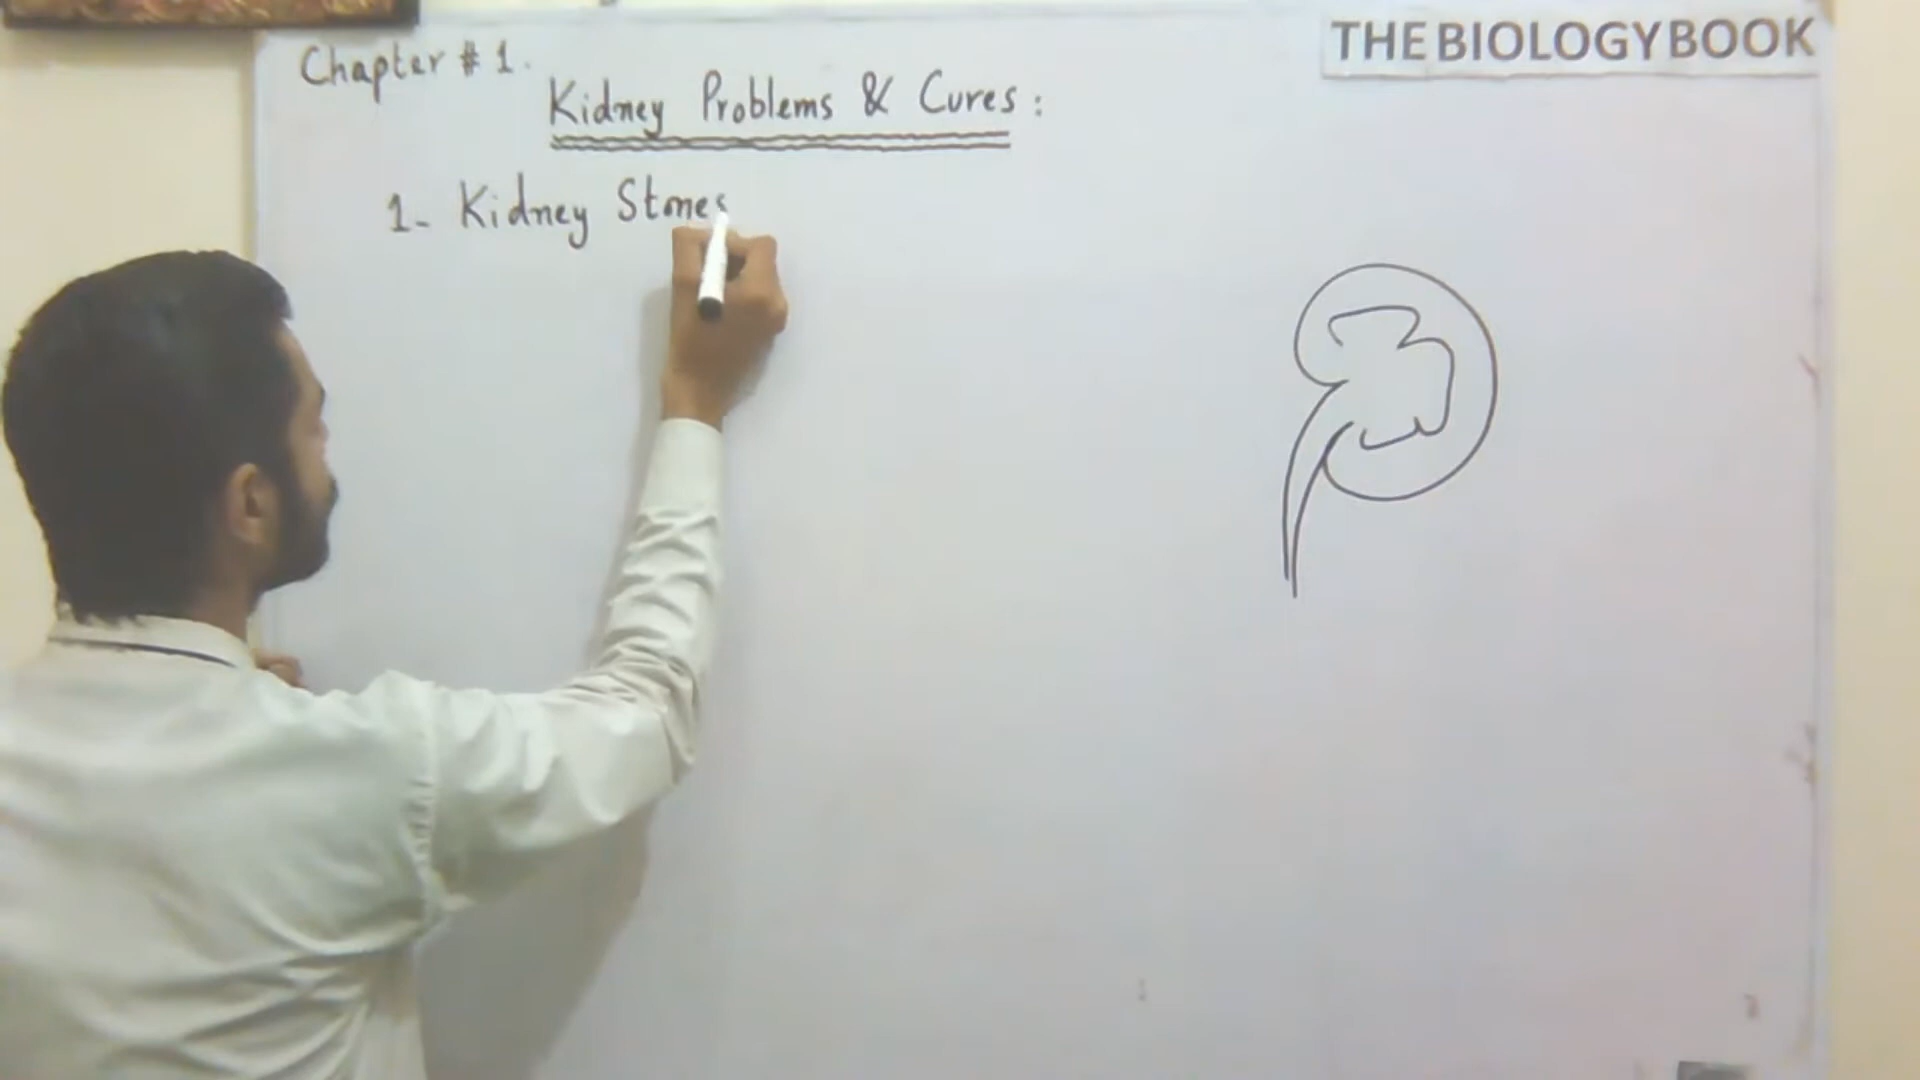 Chapter # 1.
THE BIOLOGY BOOK
Kidney Problems & Cures :
1- Kidney Stones